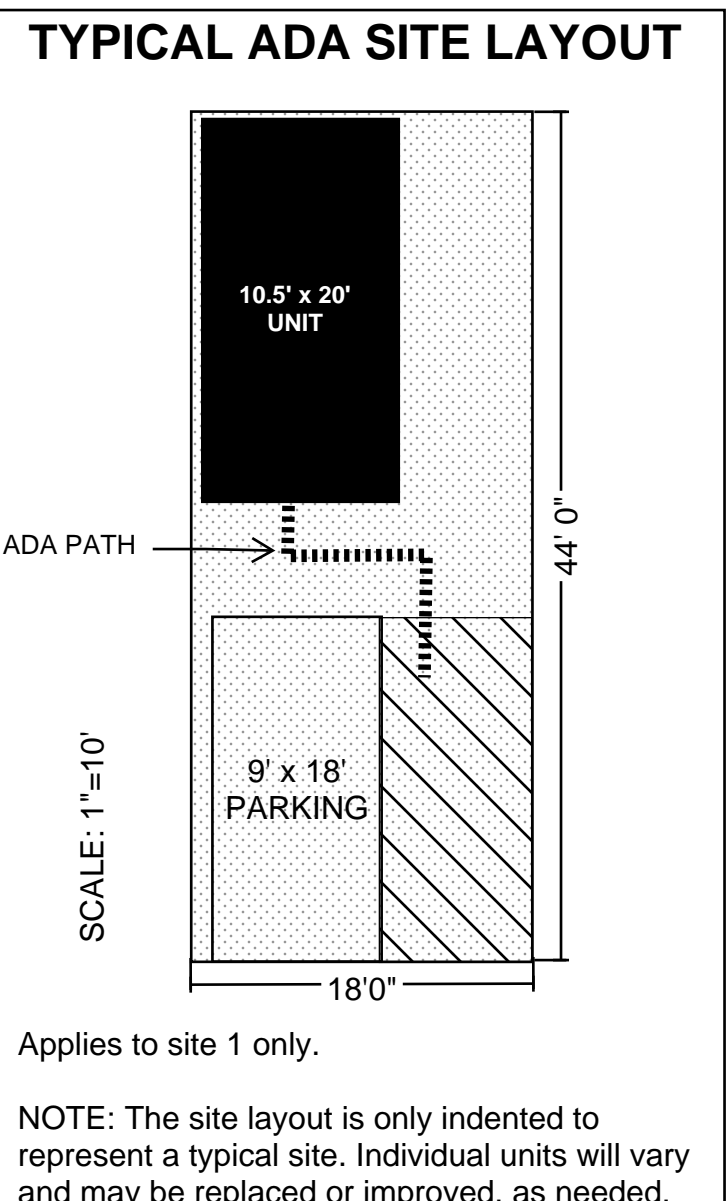 TYPICAL ADA SITE LAYOUT
10.5' x 20'
UNIT
ADA PATH
44' 0"
9' x 18'
PARKING
SCALE: 1"=10'
18'0"
Applies to site 1 only.
NOTE: The site layout is only indented to
represent a typical site. Individual units will vary
and may be replaced or improved, as needed.